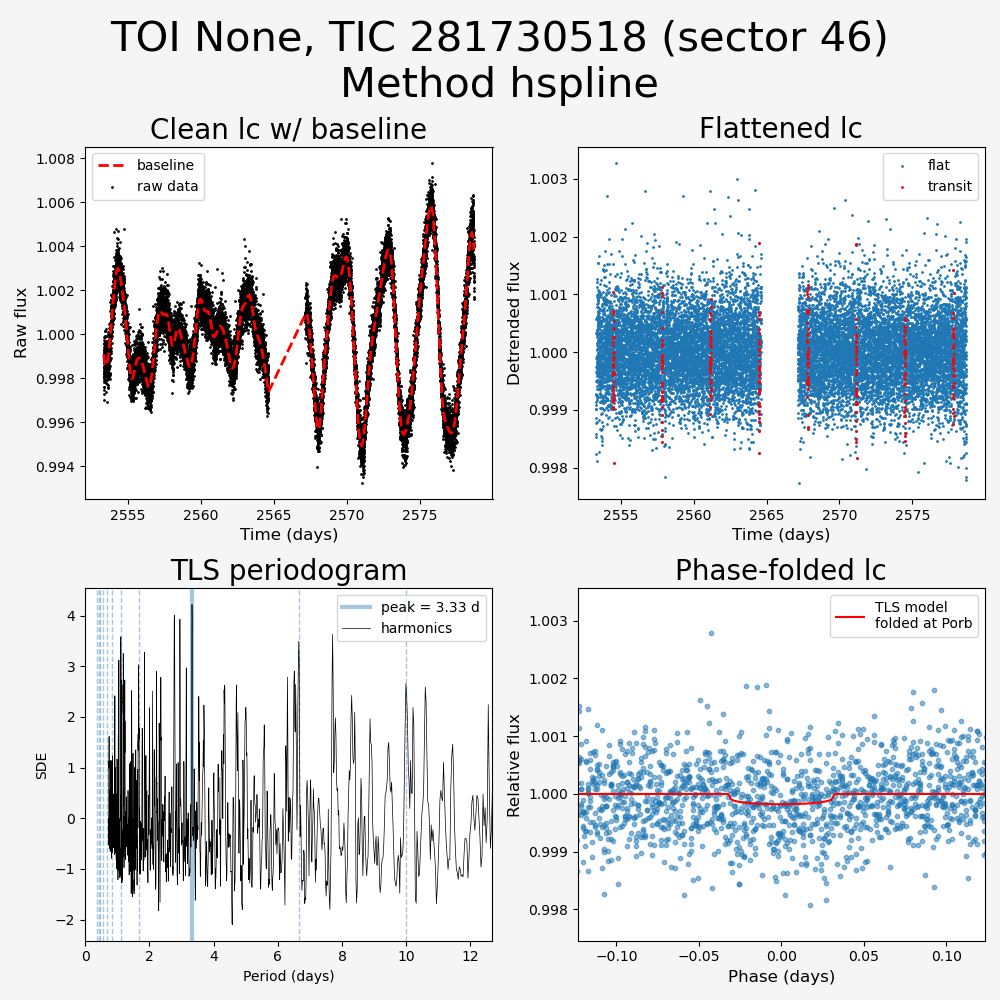 TOI None, TIC 281730518 (sector 46)
Method hspline
Clean lc w/ baseline
baseline
raw data
1.008
1.006
1.004
1.002
1.000
0.998
0.996
0.994
Raw flux
2555
2560
2565
2570
2575
Time (days)
Flattened lc
flat
transit
1.003
1.002
1.001
1.000
0.999
0.998
Detrended flux
2555
2560
2565
2570
2575
Time (days)
TLS periodogram
peak = 3.33 d
harmonics
4
3
2
1
0
−1
−2
SDE
0
2
4
6
8
10
12
Period (days)
Phase-folded lc
TLS model
folded at Porb
1.003
1.002
1.001
1.000
0.999
0.998
Relative flux
−0.10
−0.05
0.00
0.05
0.10
Phase (days)